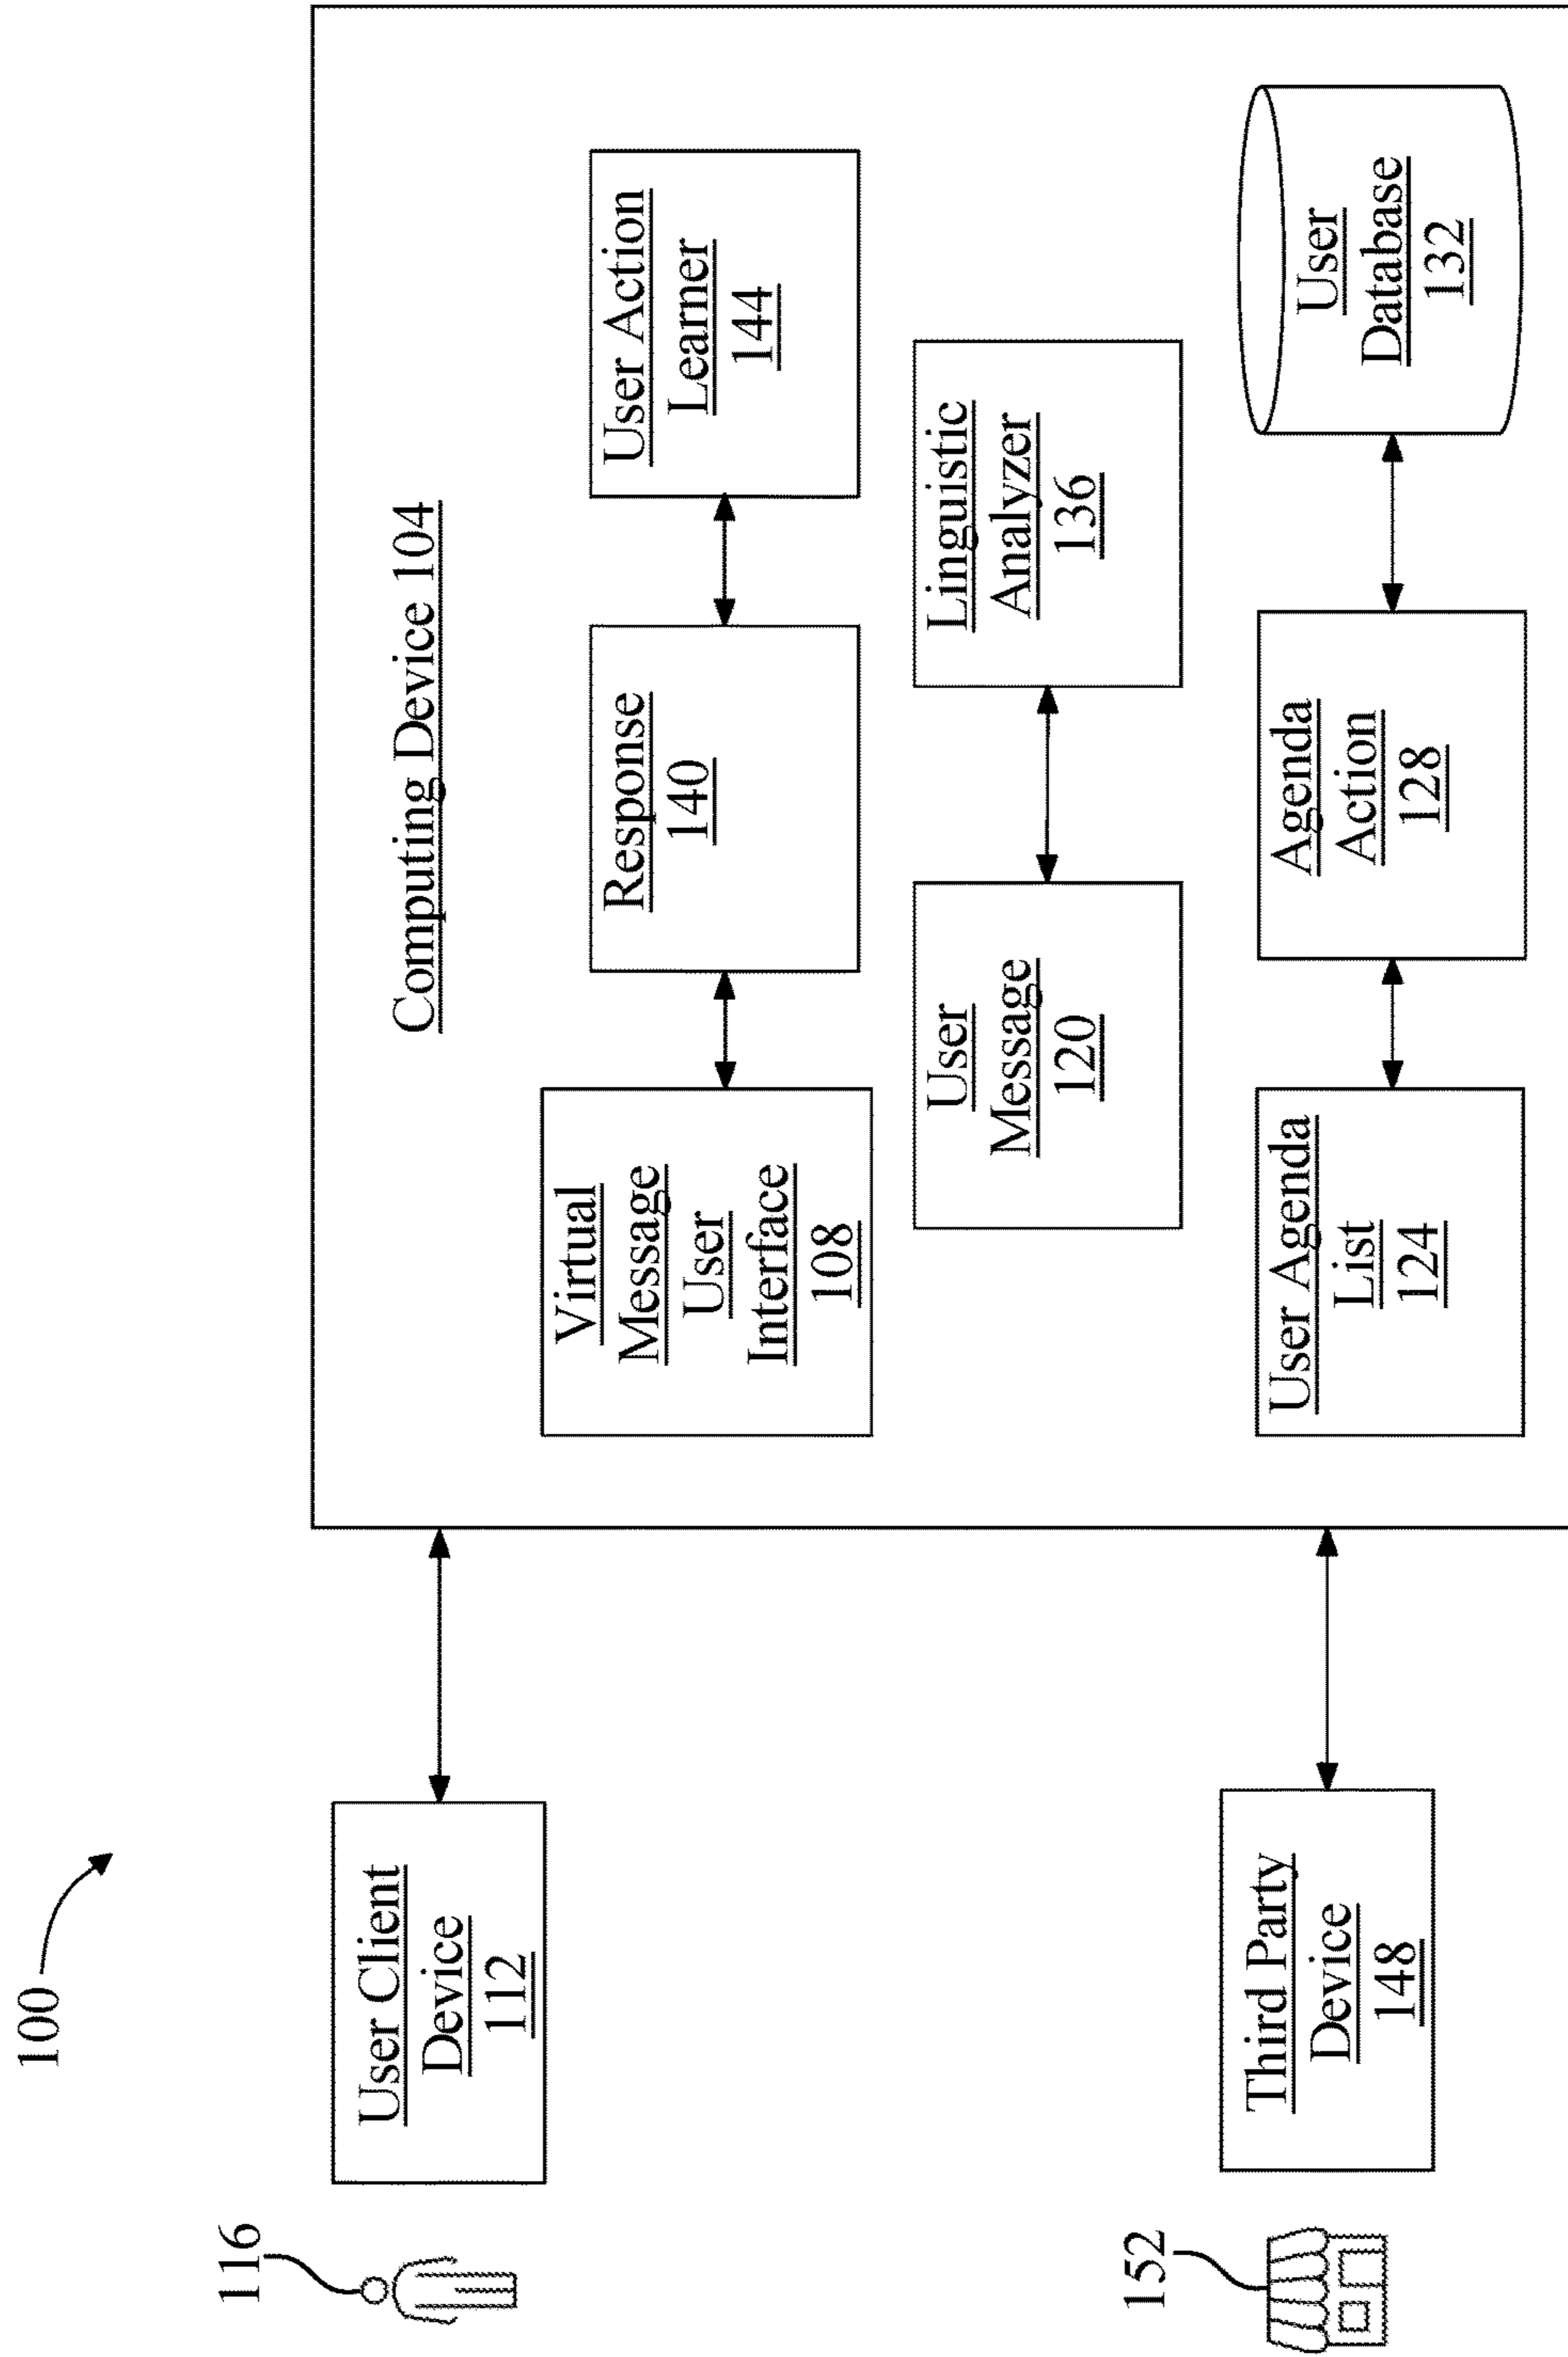 100
116
User Client
Device
112
Computing Device 104
Virtual
Message
User
Interface
108
Response
140
User Action
Learner
144
User
Message
120
Linguistic
Analyzer
136
152
Third Party
Device
148
User Agenda
List
124
Agenda
Action
128
User
Database
132